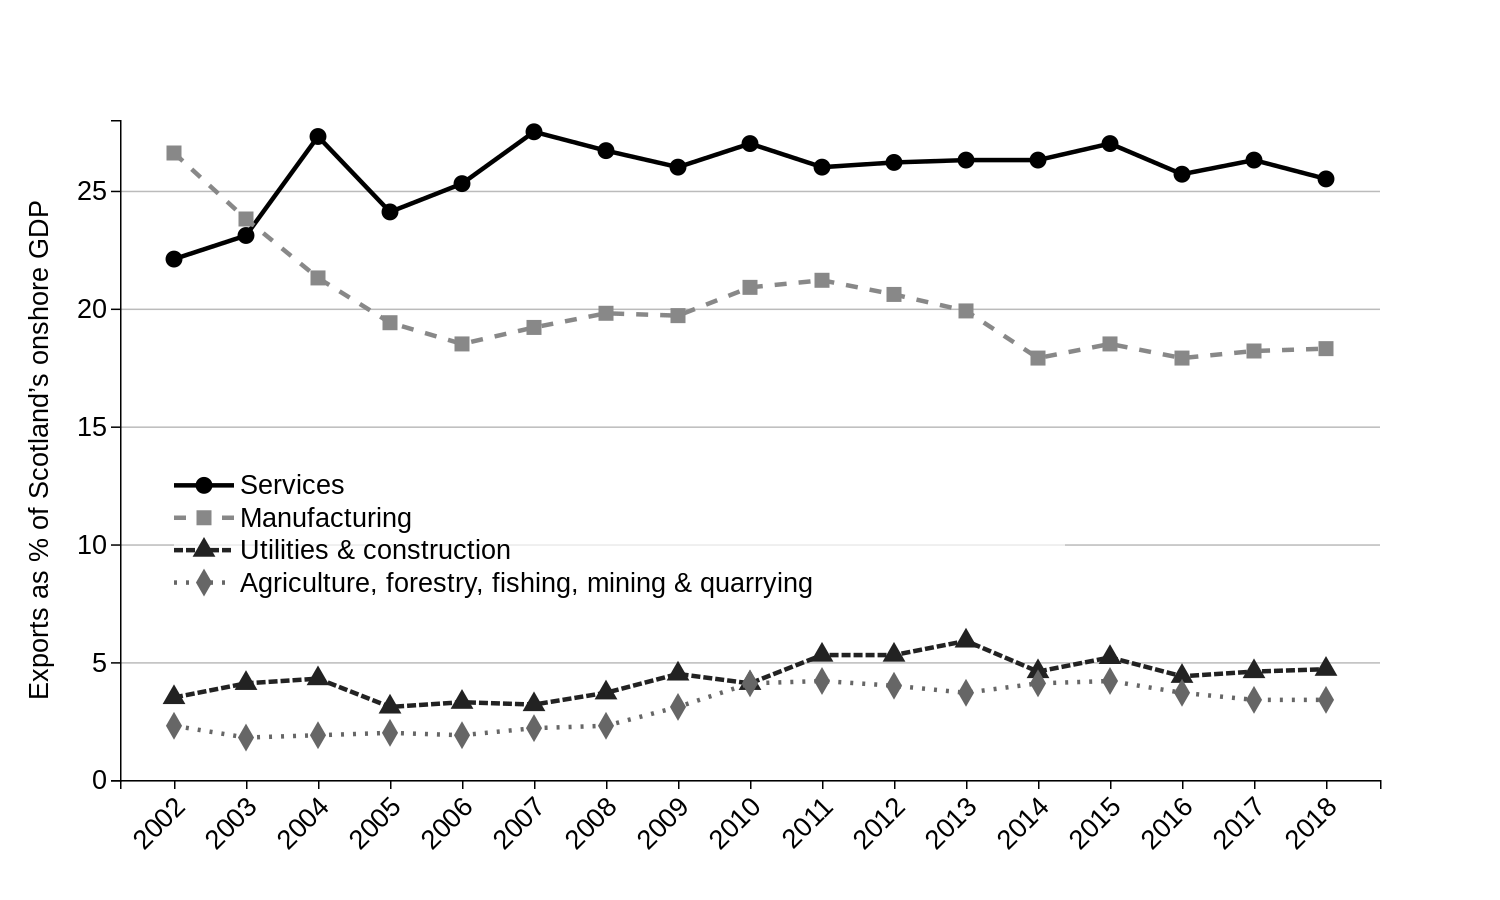 Exports as % of Scotland’s onshore GDP
25
20
15
10
5
0
Services
Manufacturing
Utilities & construction
Agriculture, forestry, fishing, mining & quarrying
2002 2003 2004 2005 2006 2007 2008 2009 2010 2011 2012 2013 2014 2015 2016 2017 2018